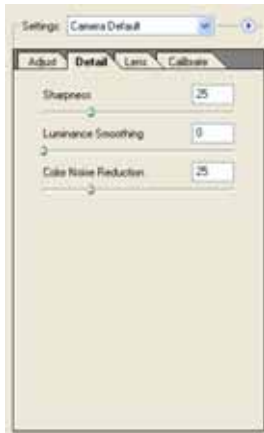 Settings: Camera Default
Adjust Detail Lens Calibrate
Sharpness 25
Luminance Smoothing 0
Color Noise Reduction 25